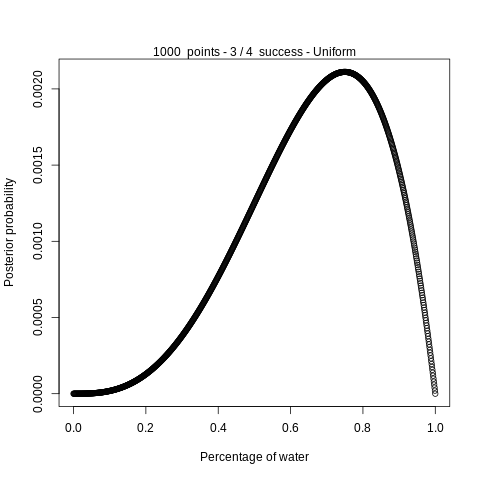 1000 points - 3 / 4 success - Uniform
Posterior probability
0.0020
0.0015
0.0010
0.0005
0.0000
0.0 0.2 0.4 0.6 0.8 1.0
Percentage of water